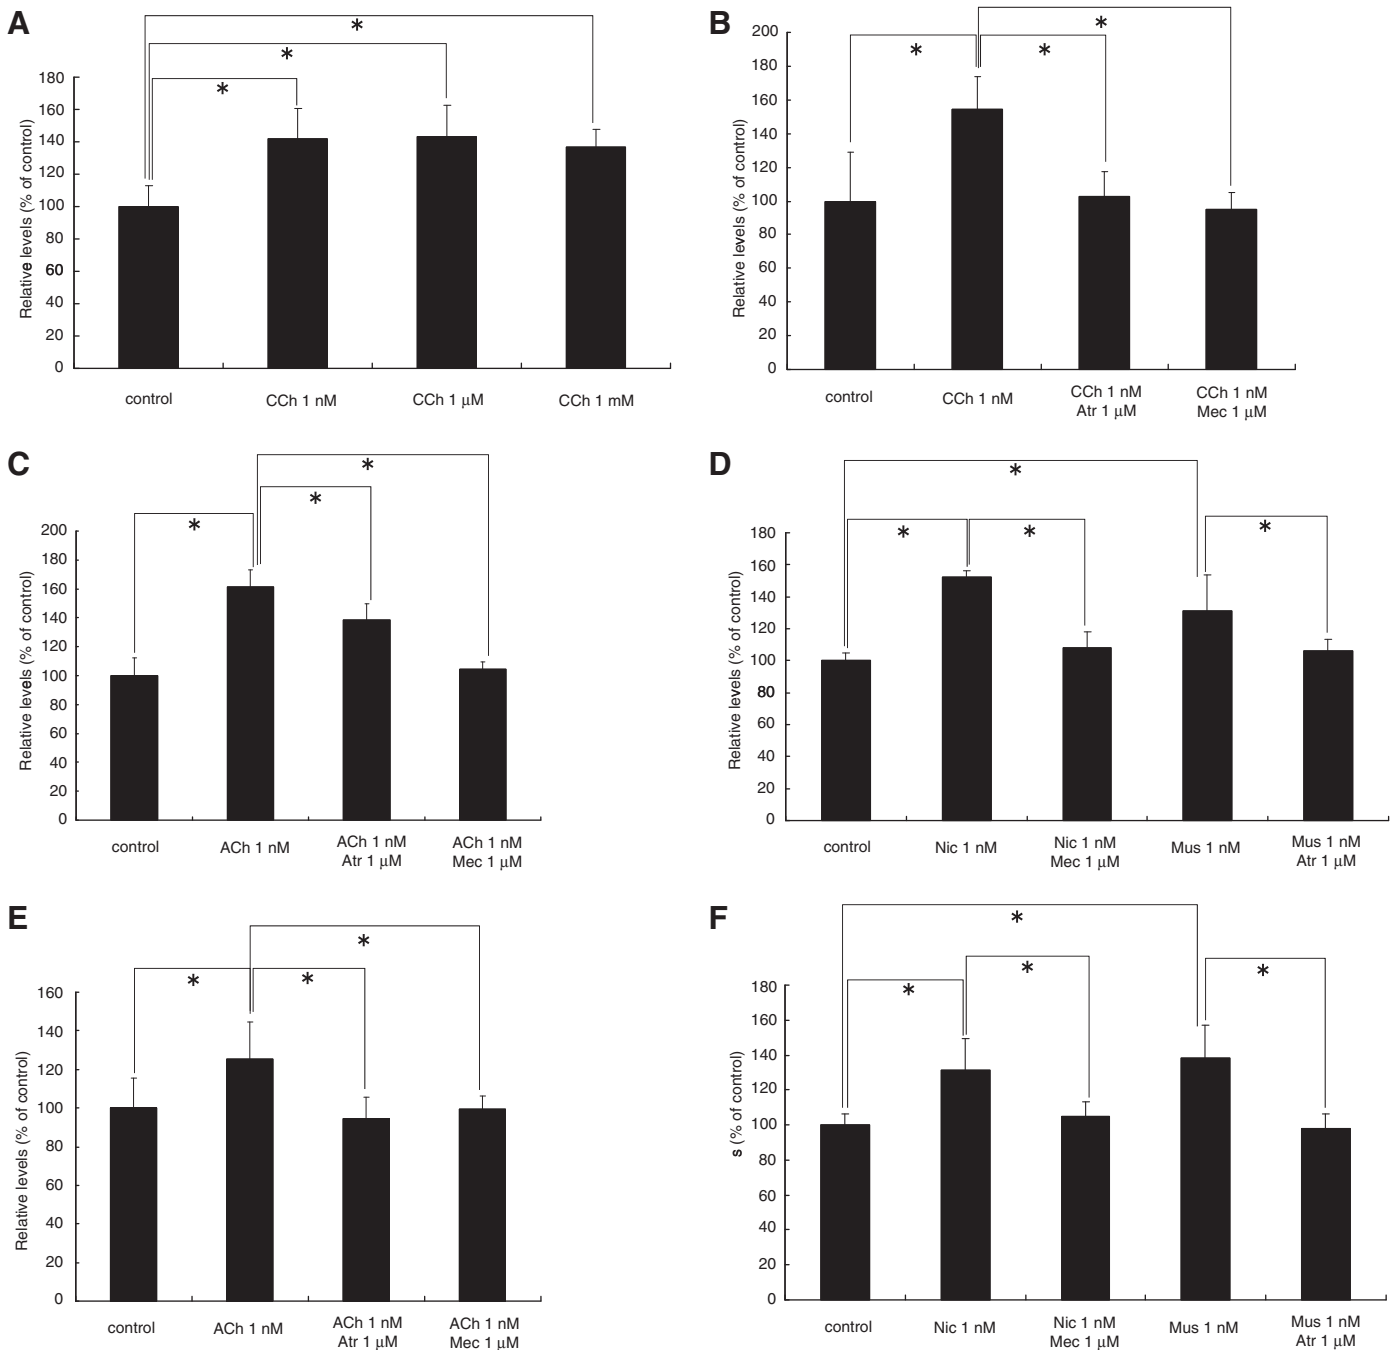 A
*
*
*
180
160
140
120
100
80
60
40
20
0
Relative levels (% of control)
control
CCh 1 nM
CCh 1 μM
CCh 1 mM
B
*
*
*
200
180
160
140
120
100
80
60
40
20
0
Relative levels (% of control)
control
CCh 1 nM
CCh 1 nM
Atr 1 μM
CCh 1 nM
Mec 1 μM
C
*
*
*
200
180
160
140
120
100
80
60
40
20
0
Relative levels (% of control)
control
ACh 1 nM
ACh 1 nM
Atr 1 μM
ACh 1 nM
Mec 1 μM
D
*
*
*
*
180
160
140
120
100
80
60
40
20
0
Relative levels (% of control)
control
Nic 1 nM
Nic 1 nM
Mec 1 μM
Mus 1 nM
Mus 1 nM
Atr 1 μM
E
*
*
*
160
140
120
100
80
60
40
20
0
Relative levels (% of control)
control
ACh 1 nM
ACh 1 nM
Atr 1 μM
ACh 1 nM
Mec 1 μM
F
*
*
*
*
180
160
140
120
100
80
60
40
20
0
s (% of control)
control
Nic 1 nM
Nic 1 nM
Mec 1 μM
Mus 1 nM
Mus 1 nM
Atr 1 μM